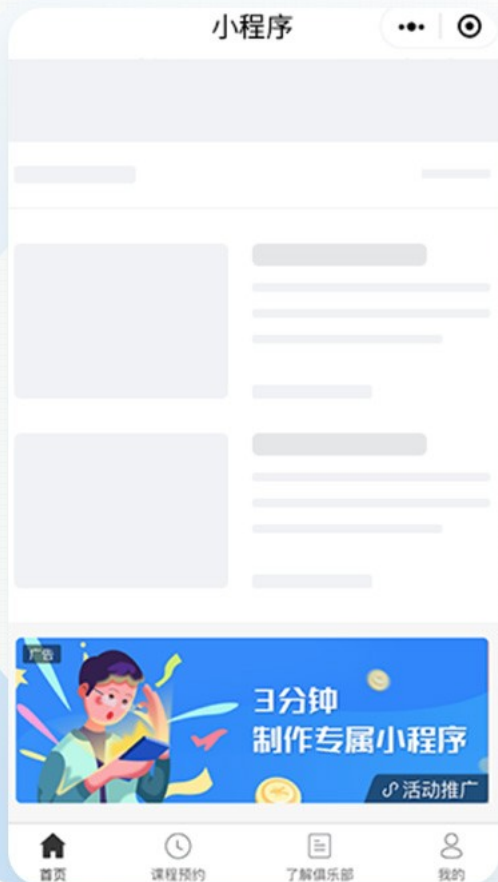 小程序
广告
3分钟
制作专属小程序
活动推广
首页
课程预约
了解俱乐部
我的